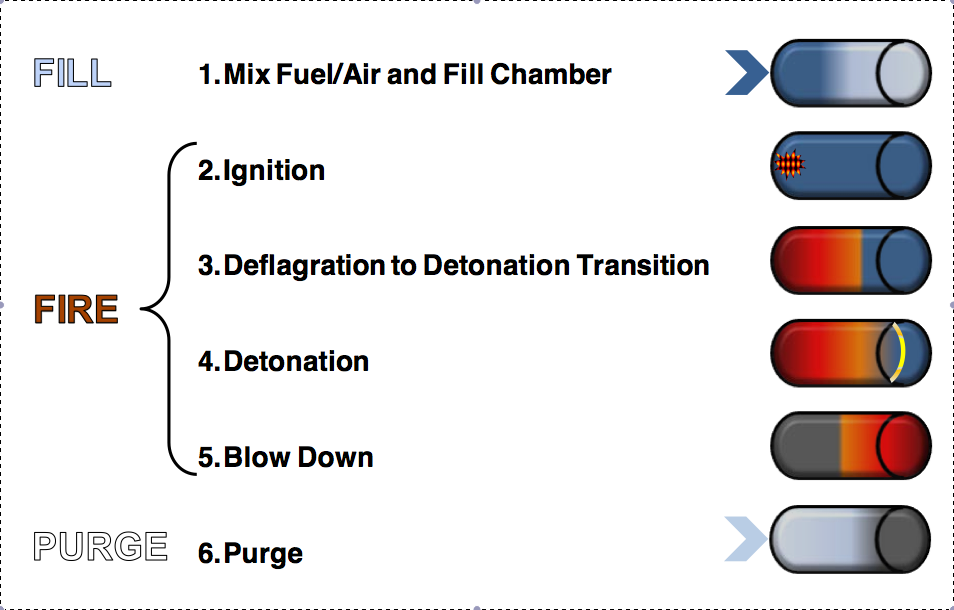 FILL
1. Mix Fuel/Air and Fill Chamber
2. Ignition
3. Deflagration to Detonation Transition
FIRE
4. Detonation
5. Blow Down
PURGE
6. Purge